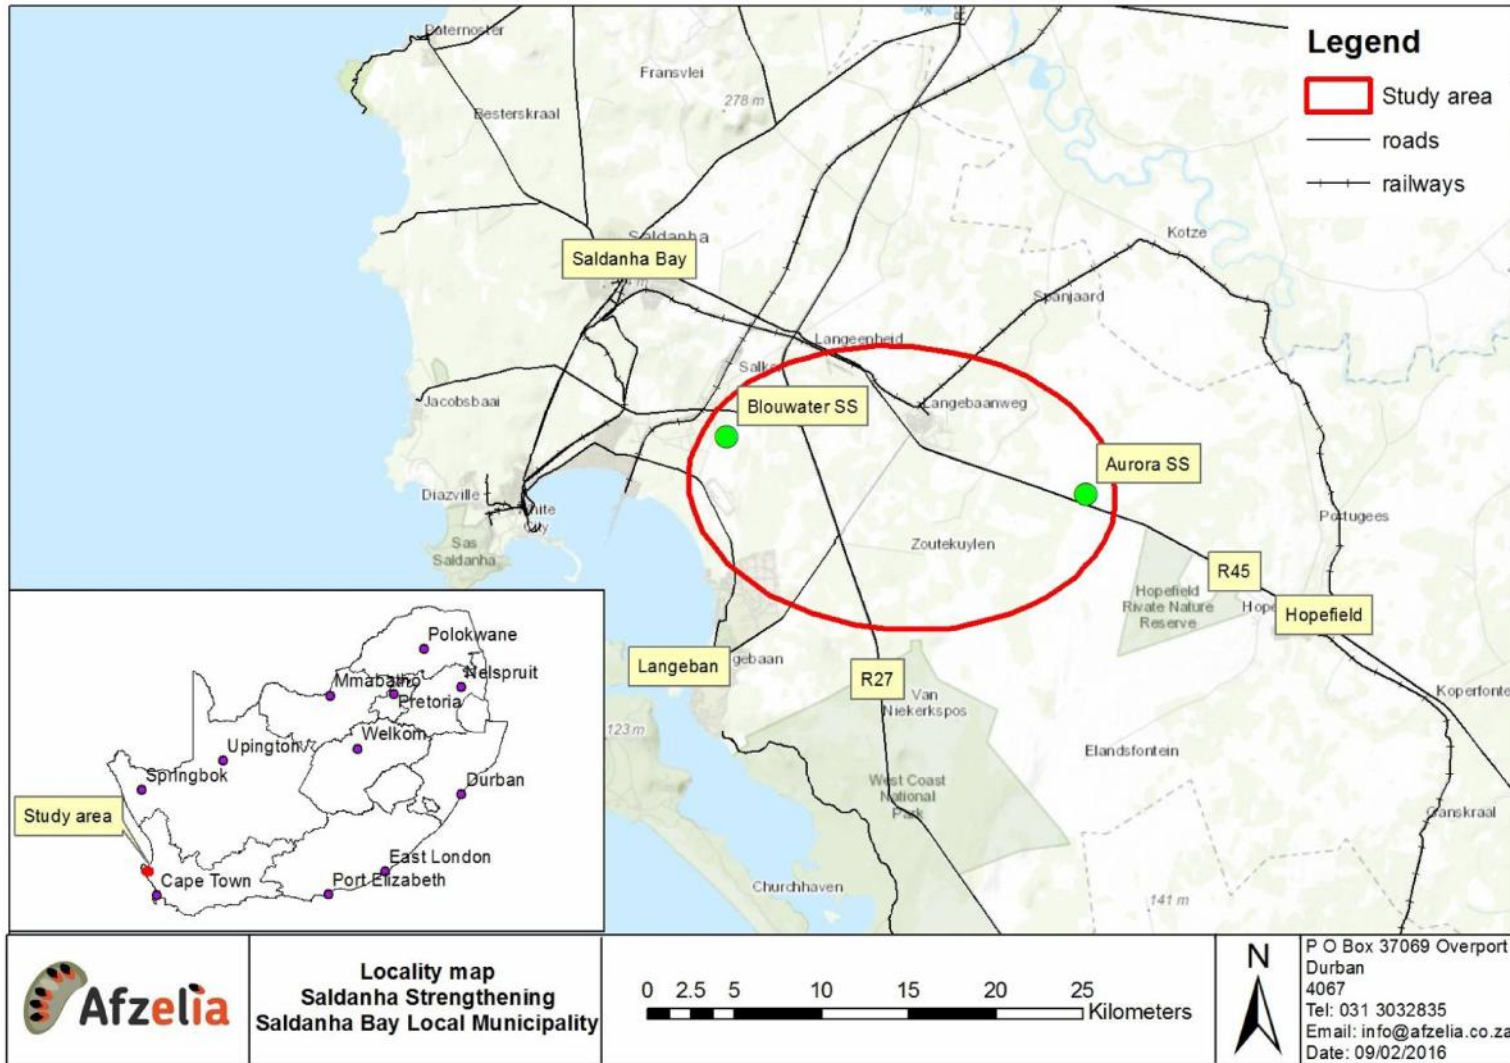 Paternoster
Fransvlei
278 m
Besterskraal
Legend
Study area
roads
railways
Saldanha
Saldanha Bay
Kotze
Spanjaard
Langeenheid
Jacobsbaai
Blouwater SS
Langebaanweg
Aurora SS
Diazville
City
Sas
Saldanha
Zoutekuylen
Portugees
R45
Hopefield
Rivate Nature
Reserve
Hopefield
Langeban
gebaan
R27
Van
Niekerkspos
Koperfonte
123 m
Elandsfontein
West Coast
National
Park
Ganskraal
Churchhaven
141 m
Polokwane
Mmabatho
Nelspruit
Pretoria
Welkom
Upington
Springbok
Durban
Study area
East London
Cape Town
Port Elizabeth
Afzelia
Locality map
Saldanha Strengthening
Saldanha Bay Local Municipality
0 2.5 5 10 15 20 25
Kilometers
N
P O Box 37069 Overport
Durban
4067
Tel: 031 3032835
Email: info@afzelia.co.za
Date: 09/02/2016